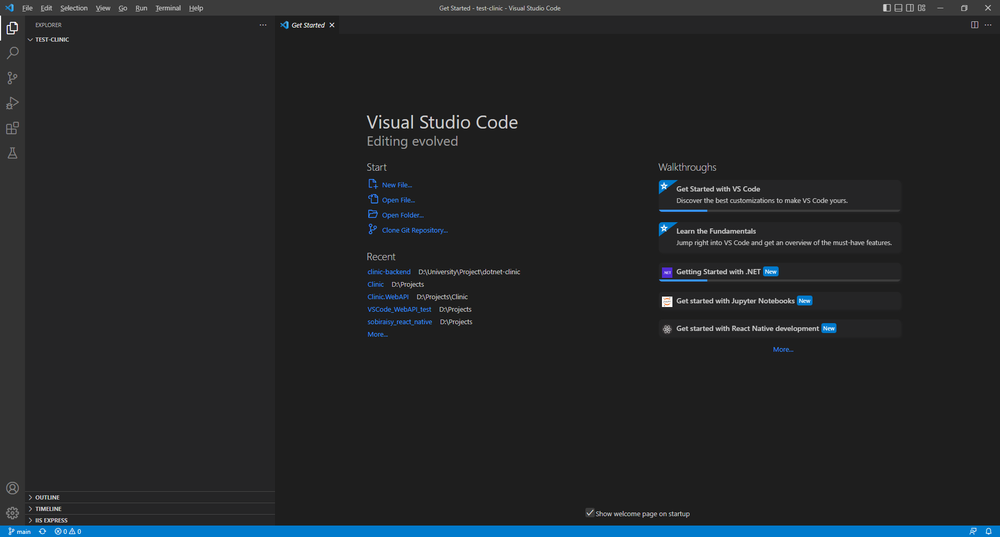 File Edit Selection View Go Run Terminal Help
Get Started - test-clinic - Visual Studio Code
EXPLORER
TEST-CLINIC
Get Started
Visual Studio Code
Editing evolved
Start
New File...
Open File...
Open Folder...
Clone Git Repository...
Recent
clinic-backend D:\University\Project\dotnet-clinic
Clinic D:\Projects
Clinic.WebAPI D:\Projects\Clinic
VSCode_WebAPI_test D:\Projects
sobiraisy_react_native D:\Projects
More...
Walkthroughs
Get Started with VS Code
Discover the best customizations to make VS Code yours.
Learn the Fundamentals
Jump right into VS Code and get an overview of the must-have features.
.NET Getting Started with .NET New
jupyter Get started with Jupyter Notebooks New
Get started with React Native development New
More...
OUTLINE
TIMELINE
IIS EXPRESS
Show welcome page on startup
main 0 0